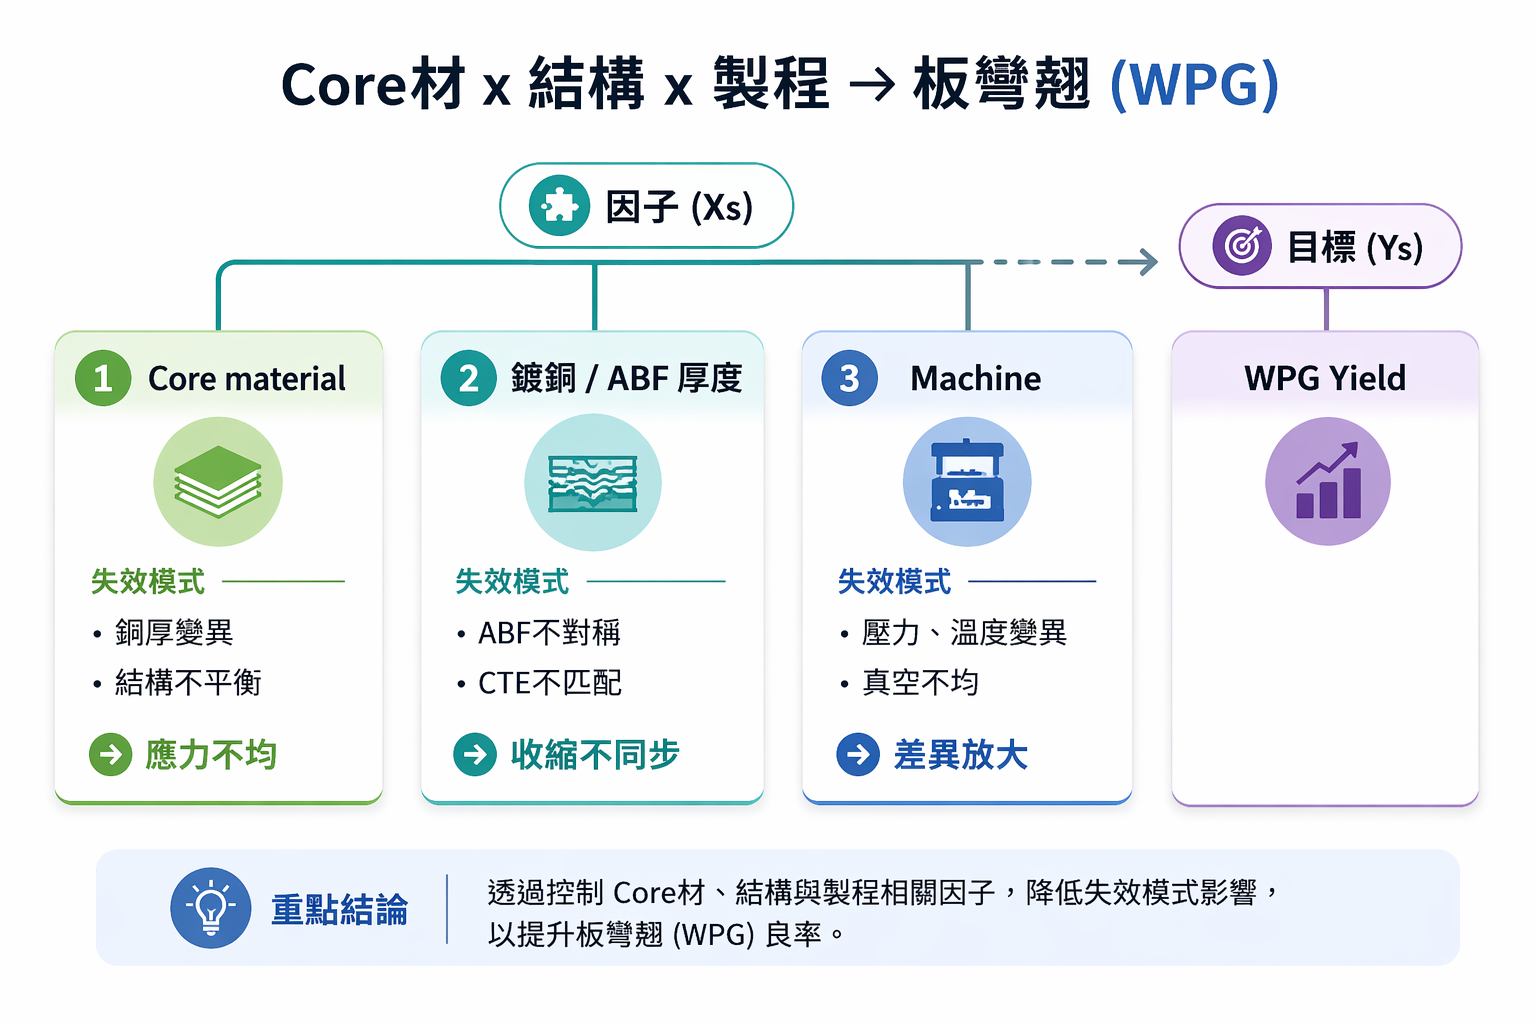 Core材 x 結構 x 製程 → 板彎翹 (WPG)
因子 (Xs)
目標 (Ys)
1 Core material
失效模式
• 銅厚變異
• 結構不平衡
應力不均
2 鍍銅 / ABF 厚度
失效模式
• ABF不對稱
• CTE不匹配
收縮不同步
3 Machine
失效模式
• 壓力、溫度變異
• 真空不均
差異放大
WPG Yield
重點結論
透過控制 Core材、結構與製程相關因子，降低失效模式影響，
以提升板彎翹 (WPG) 良率。